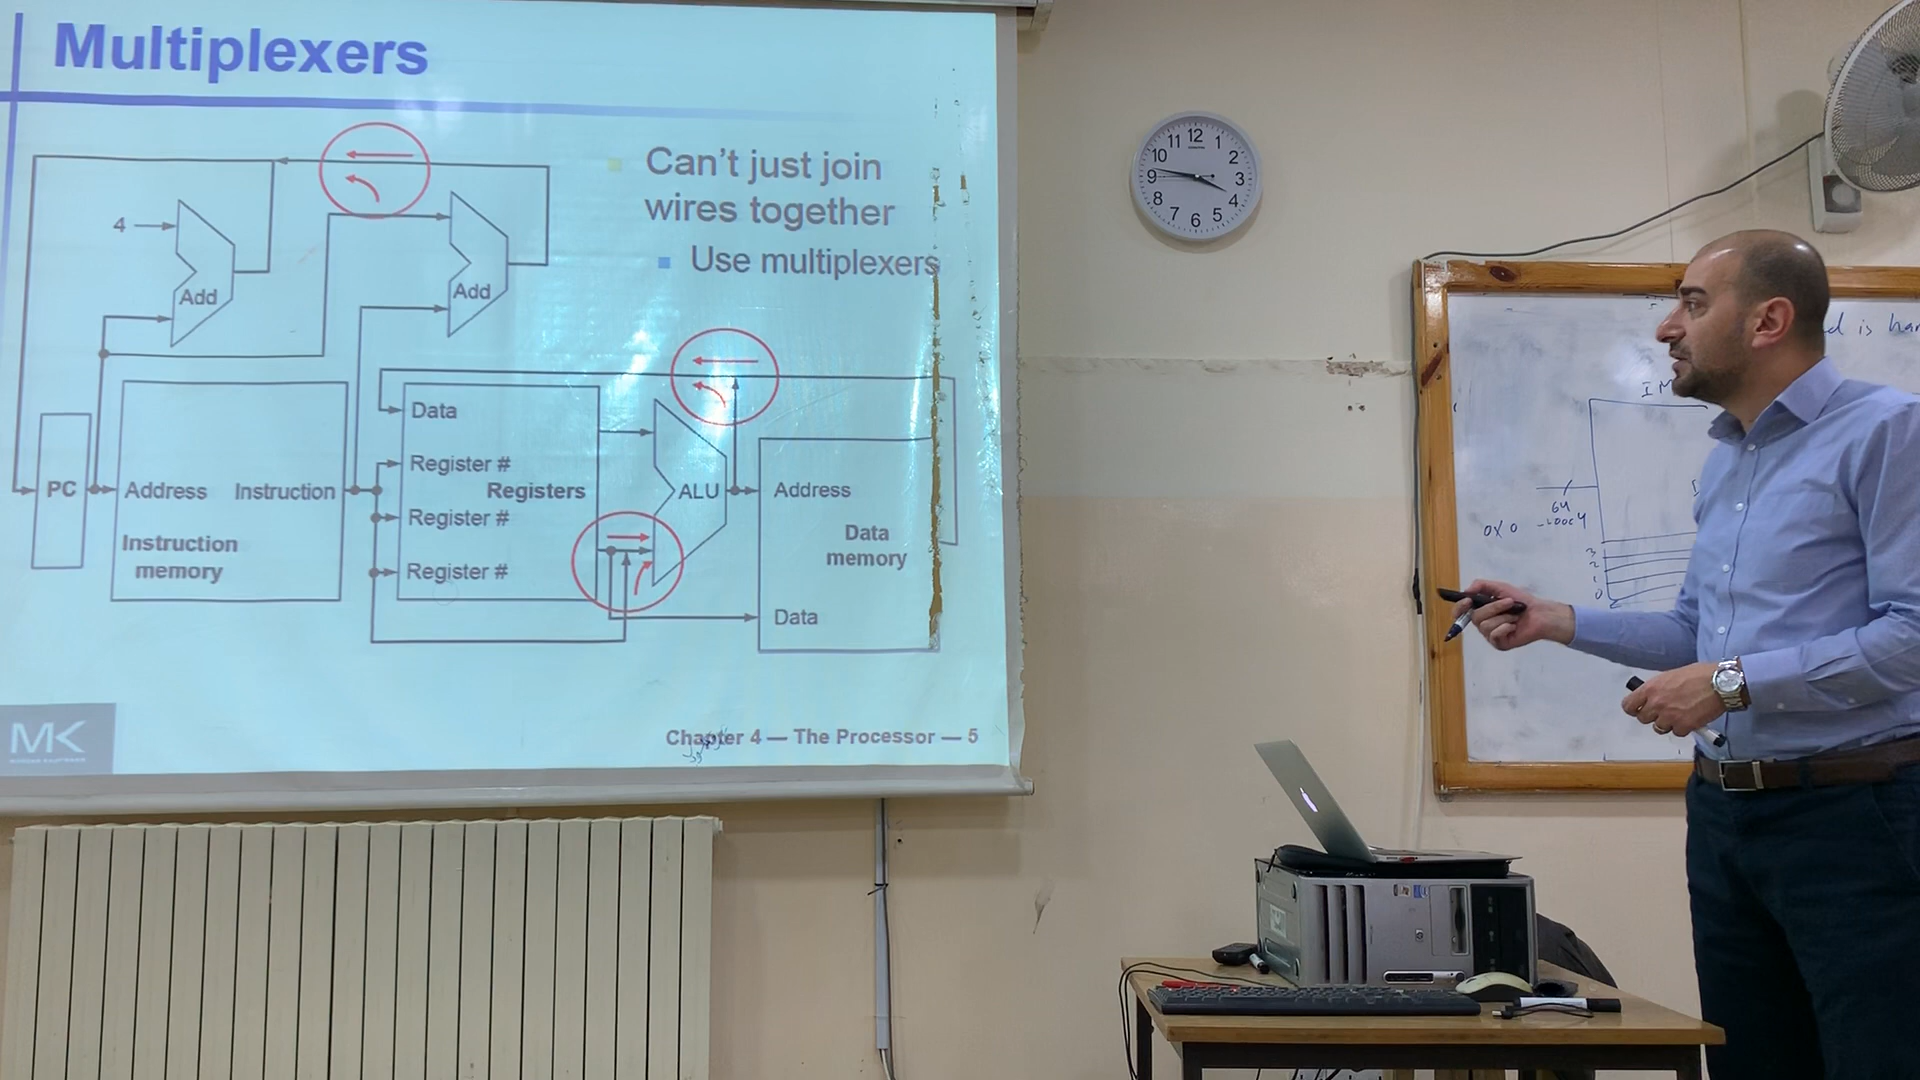 Multiplexers
Can't just join
wires together
Use multiplexers
4
Add
Add
Data
Register #
PC
Address
Instruction
Registers
ALU
Address
Register #
Instruction
memory
Data
memory
Register #
Data
MK
Chapter 4 — The Processor — 5
12
1
2
3
4
5
6
7
8
9
10
11
d is har
I M
64
0x0
3
2
1
0